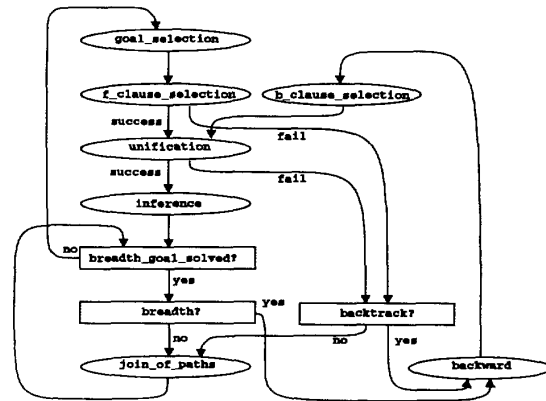 goal_selection
f_clause_selection
b_clause_selection
success
fail
unification
success
fail
inference
no
breadth_goal_solved?
yes
breadth?
yes
backtrack?
no
no
yes
join_of_paths
backward